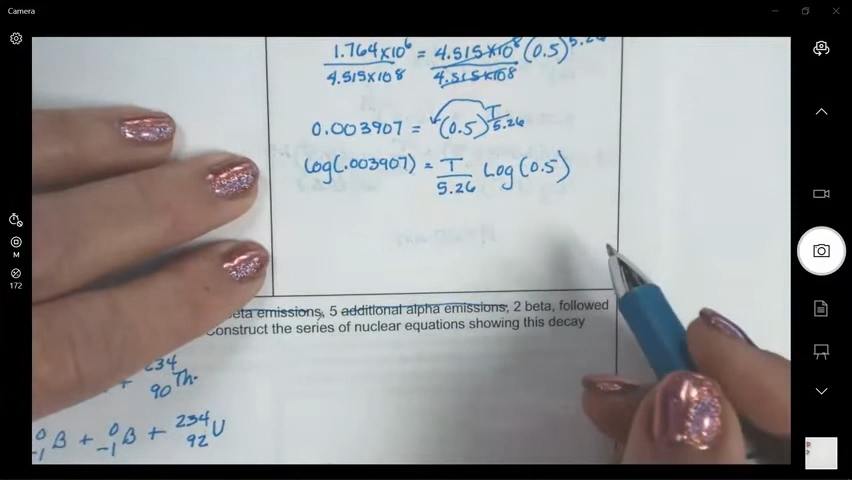 Camera
1.764x10⁶ = 4.515x10⁸ (0.5)^5.26
4.515x10⁸ 4.515x10⁸
0.003907 = (0.5)^T/5.26
Log(.003907) = T/5.26 Log(0.5)
beta emissions, 5 additional alpha emissions, 2 beta, followed
Construct the series of nuclear equations showing this decay
+ 234 90 Th.
0 -1 β + 0 -1 β + 234 92 U
M
172